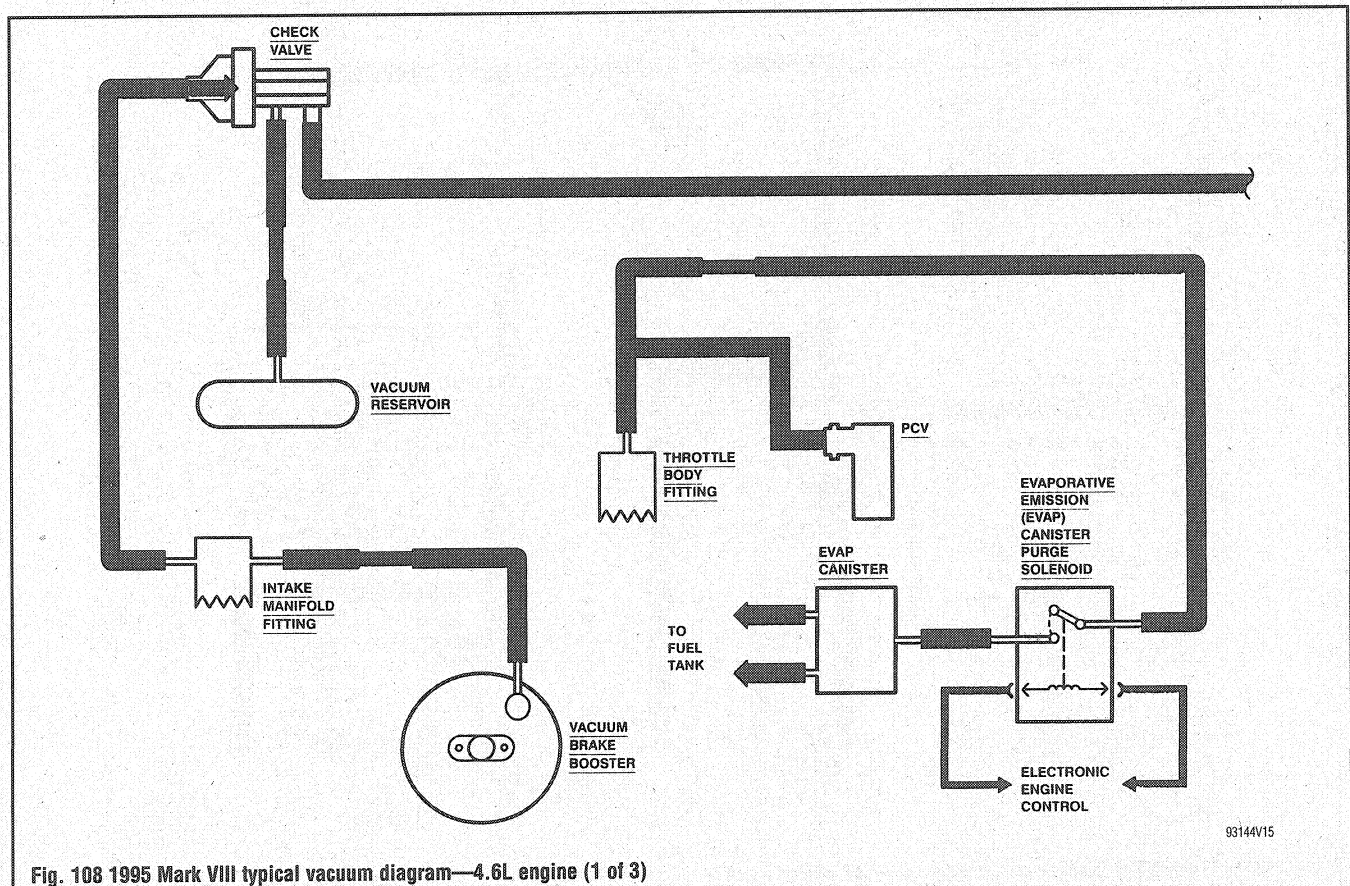 CHECK
VALVE
VACUUM
RESERVOIR
THROTTLE
BODY
FITTING
PCV
EVAPORATIVE
EMISSION
(EVAP)
CANISTER
PURGE
SOLENOID
EVAP
CANISTER
INTAKE
MANIFOLD
FITTING
TO
FUEL
TANK
VACUUM
BRAKE
BOOSTER
ELECTRONIC
ENGINE
CONTROL
93144V15
Fig. 108 1995 Mark VIII typical vacuum diagram—4.6L engine (1 of 3)